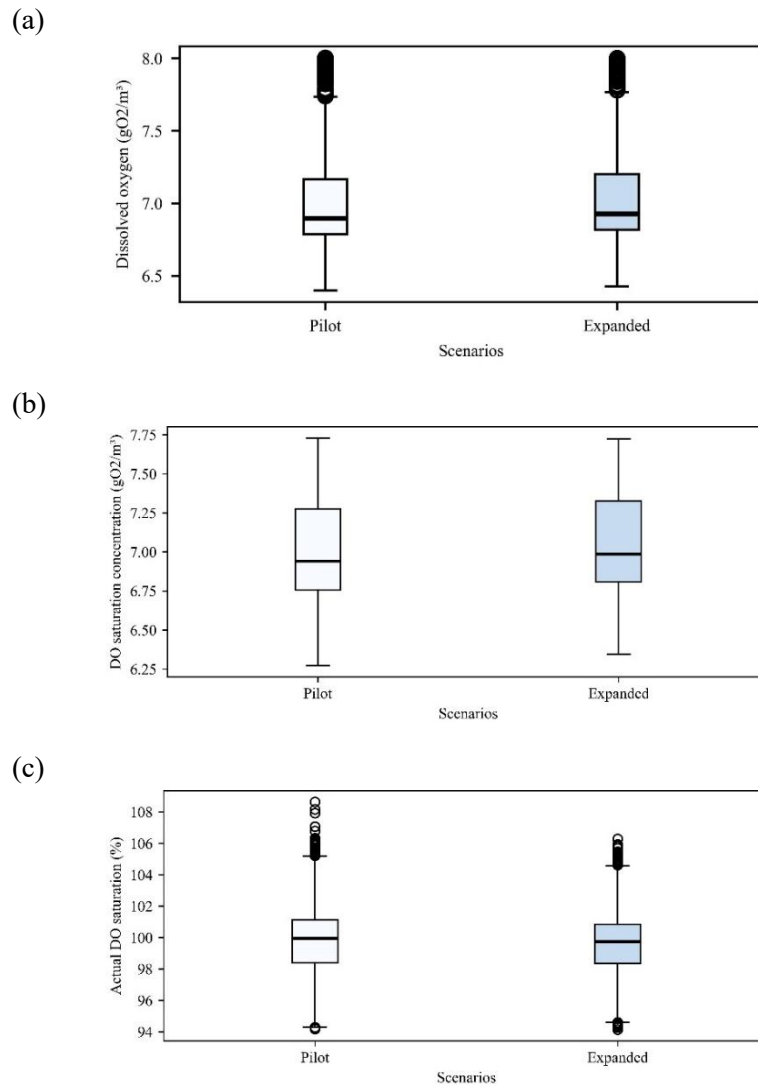 (a)
Dissolved oxygen (gO2/m³)
8.0
7.5
7.0
6.5
Pilot
Expanded
Scenarios
(b)
DO saturation concentration (gO2/m³)
7.75
7.50
7.25
7.00
6.75
6.50
6.25
Pilot
Expanded
Scenarios
(c)
Actual DO saturation (%)
108
106
104
102
100
98
96
94
Pilot
Expanded
Scenarios